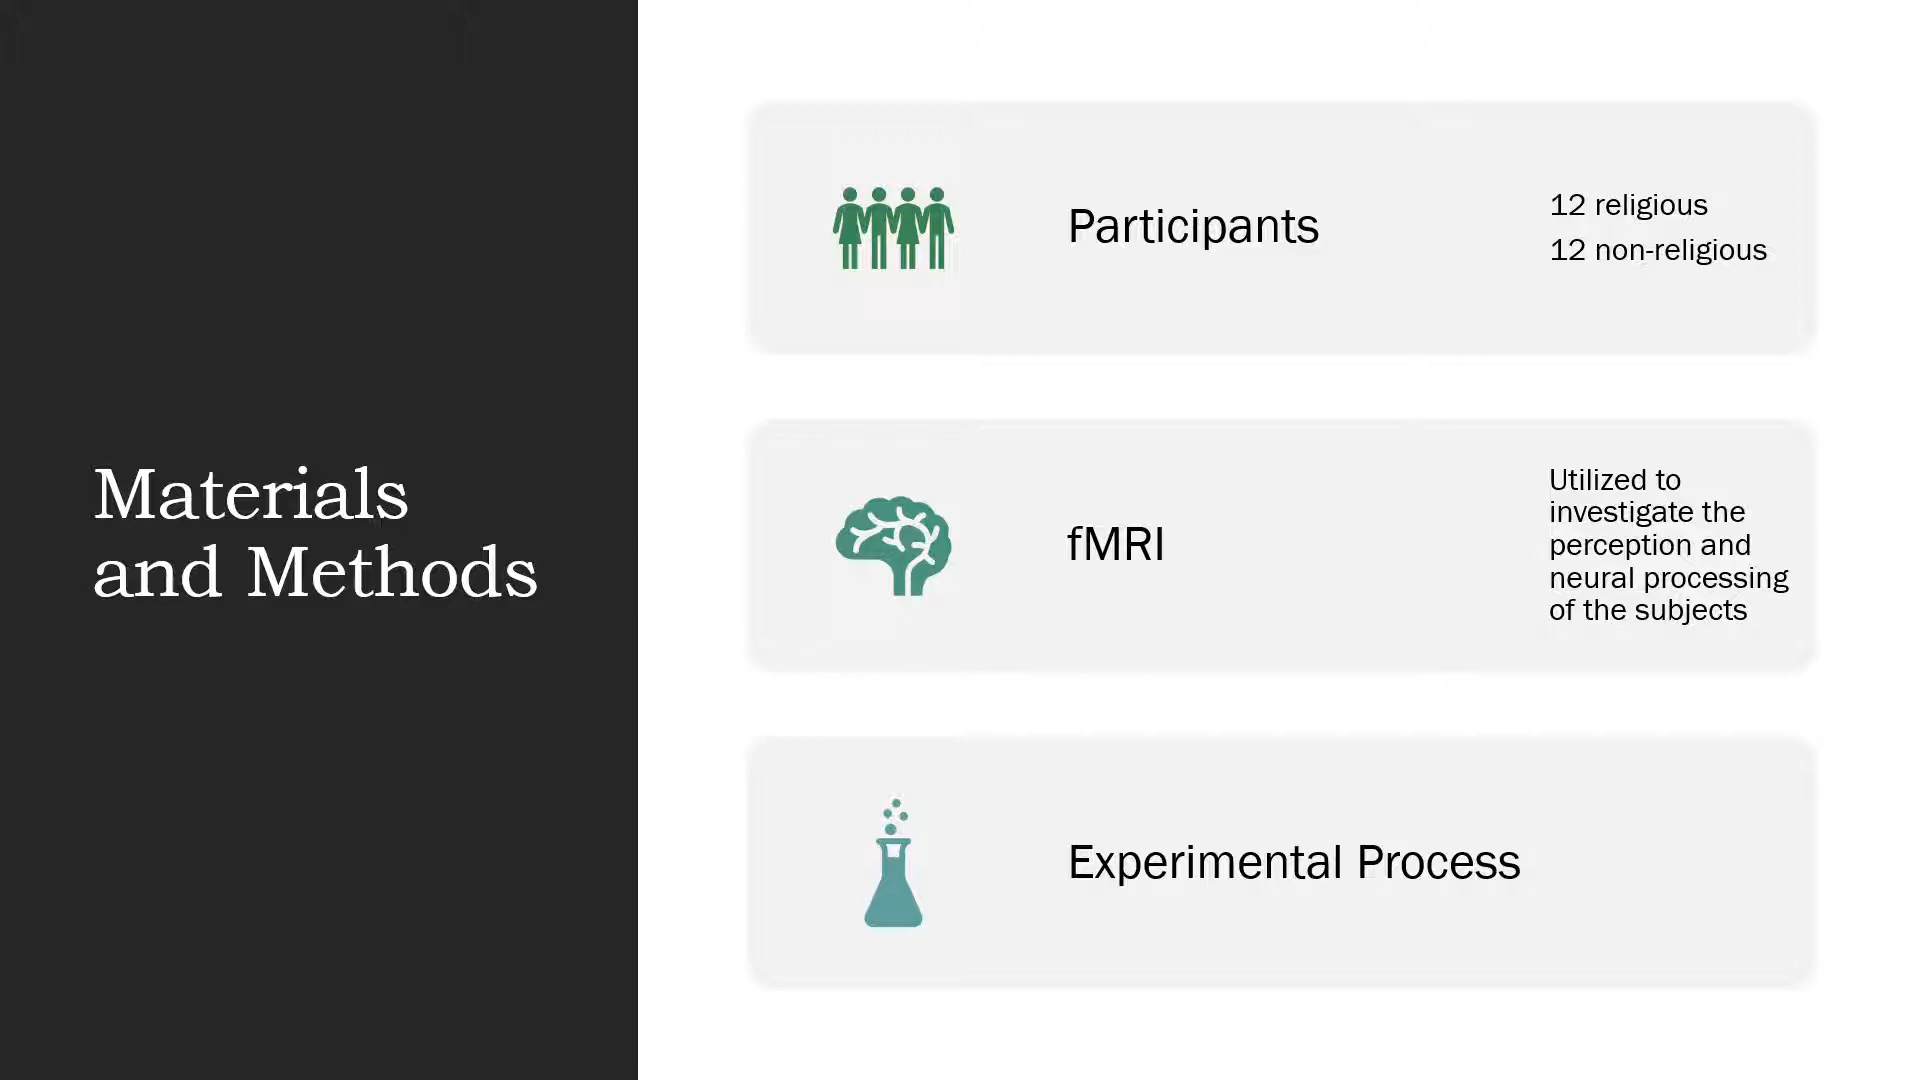 Materials
and Methods
Participants
12 religious
12 non-religious
fMRI
Utilized to
investigate the
perception and
neural processing
of the subjects
Experimental Process